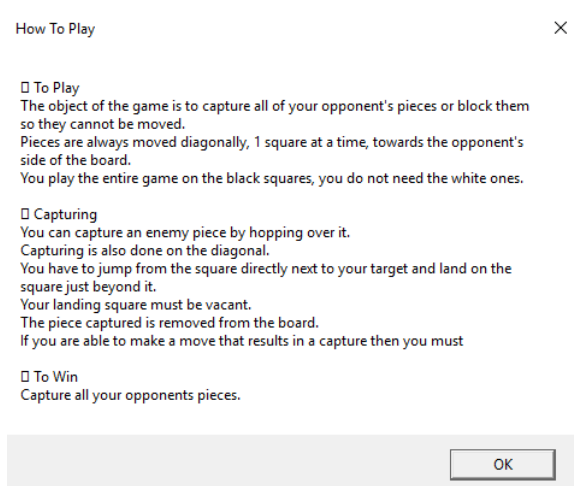 How To Play
▯ To Play
The object of the game is to capture all of your opponent's pieces or block them
so they cannot be moved.
Pieces are always moved diagonally, 1 square at a time, towards the opponent's
side of the board.
You play the entire game on the black squares, you do not need the white ones.
▯ Capturing
You can capture an enemy piece by hopping over it.
Capturing is also done on the diagonal.
You have to jump from the square directly next to your target and land on the
square just beyond it.
Your landing square must be vacant.
The piece captured is removed from the board.
If you are able to make a move that results in a capture then you must
▯ To Win
Capture all your opponents pieces.
OK